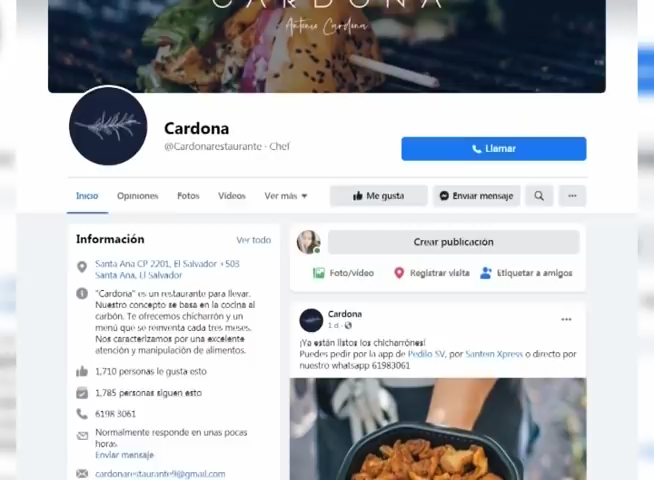 CARDONA
Antonio Cardona
Cardona
@Cardonarestaurante · Chef
Llamar
Inicio
Opiniones
Fotos
Videos
Ver más
Me gusta
Enviar mensaje
Información
Ver todo
Santa Ana CP 2201, El Salvador +503
Santa Ana, El Salvador
"Cardona" es un restaurante para llevar.
Nuestro concepto se basa en la cocina al
carbón. Te ofrecemos chicharrón y un
menú que se reinventa cada tres meses.
Nos caracterizamos por una excelente
atención y manipulación de alimentos.
1,710 personas le gusta esto
1,785 personas siguen esto
6198 3061
Normalmente responde en unas pocas
horas
Enviar mensaje
cardonarestaurante9@gmail.com
Crear publicación
Foto/video
Registrar visita
Etiquetar a amigos
Cardona
1 d ·
¡Ya están listos los chicharrónes!
Puedes pedir por la app de Pedilo SV, por Santein Xpress o directo por
nuestro whatsapp 61983061